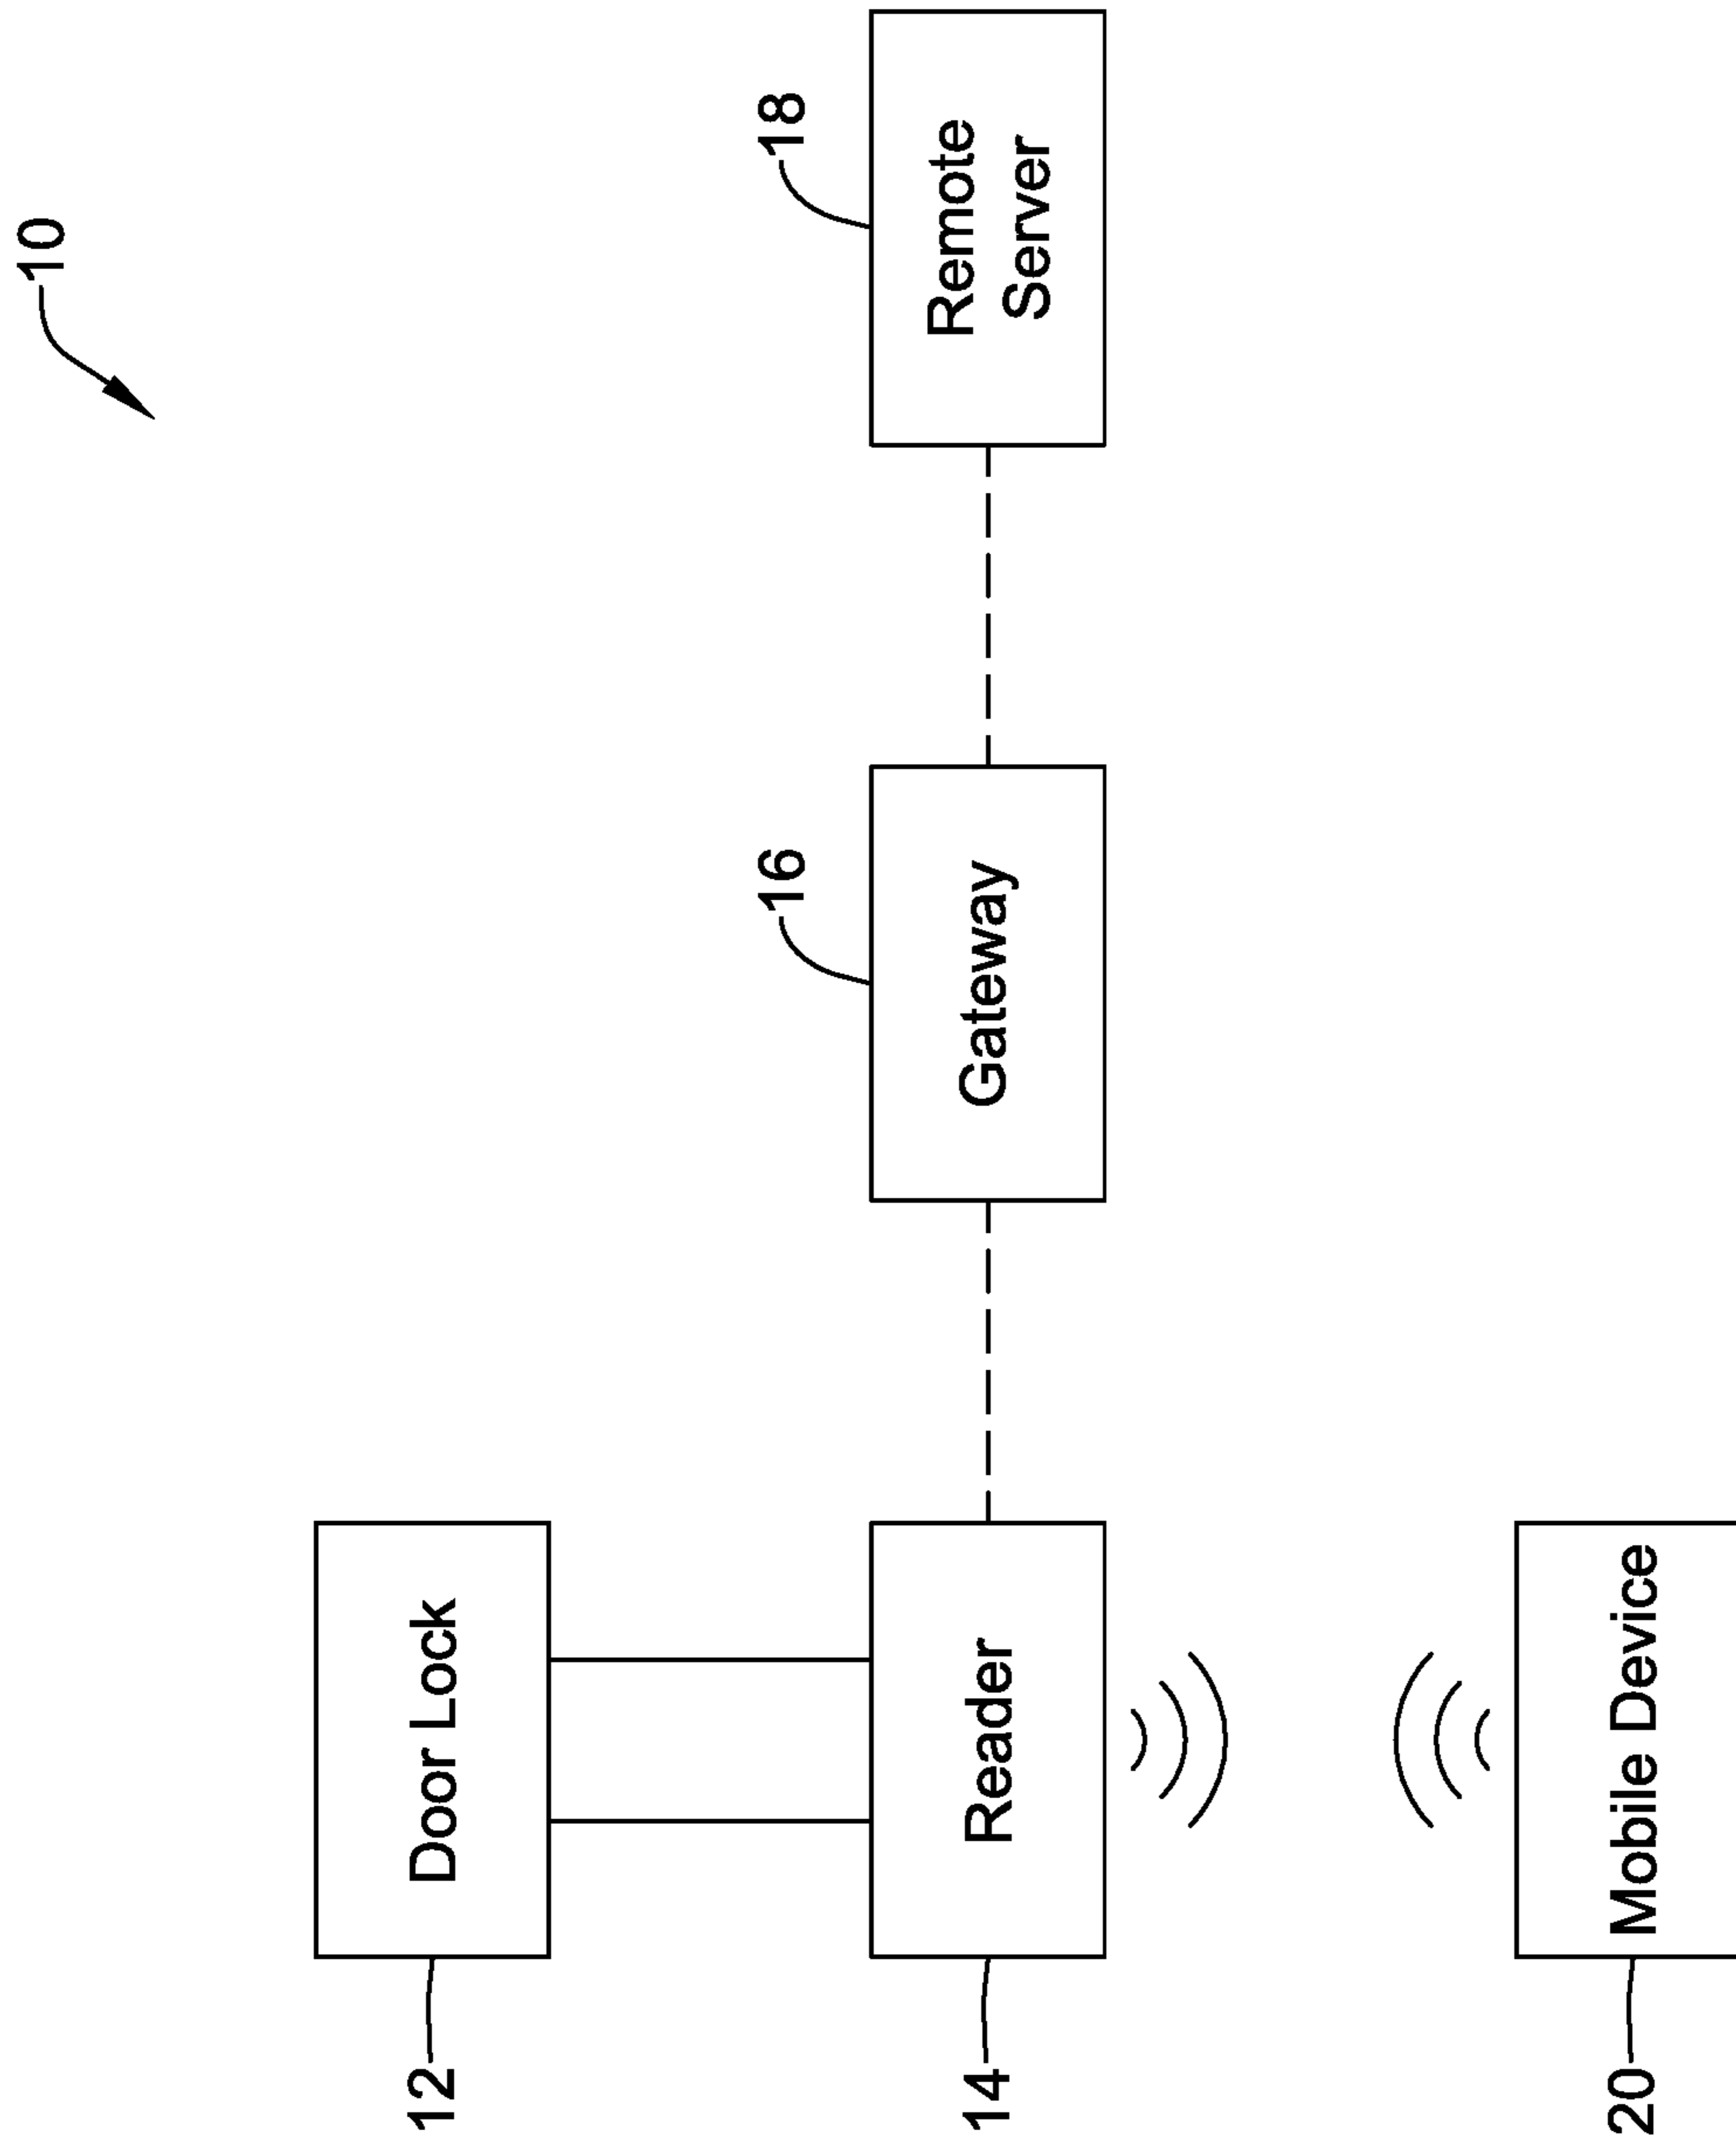 10
12
Door Lock
14
Reader
16
Gateway
18
Remote
Server
20
Mobile Device